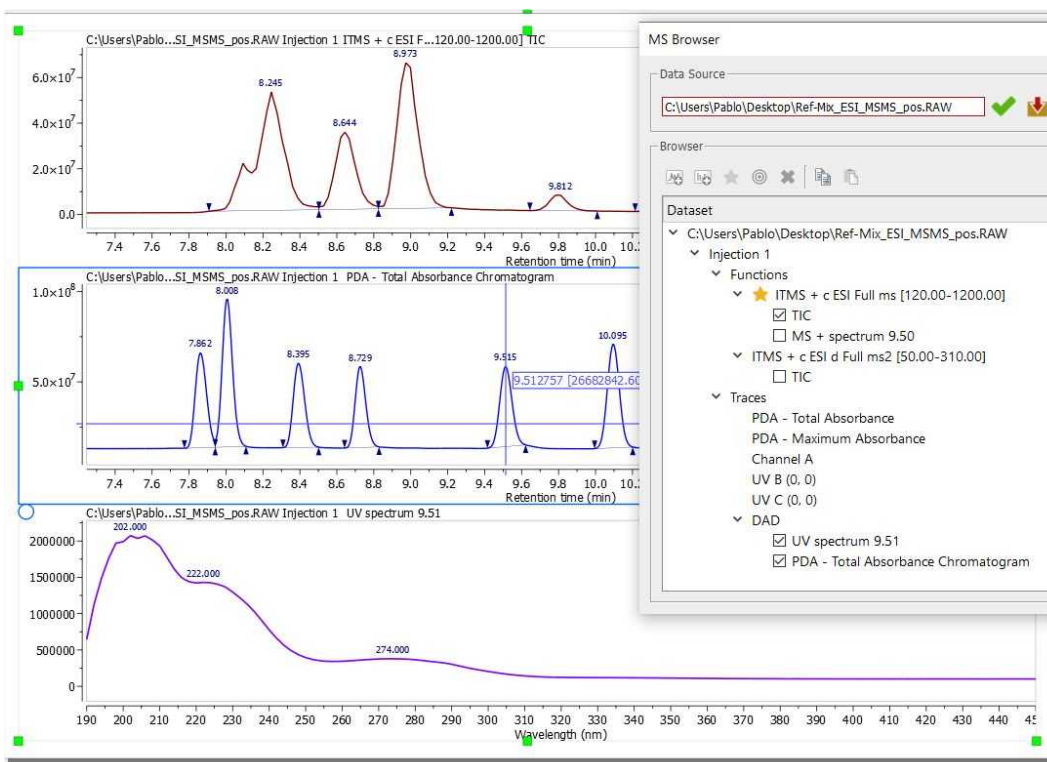 C:\Users\Pablo...SI_MSMS_pos.RAW Injection 1 ITMS + c ESI F...120.00-1200.00] TIC
8.973
8.245
8.644
9.812
6.0×10⁷
4.0×10⁷
2.0×10⁷
0.0
7.4 7.6 7.8 8.0 8.2 8.4 8.6 8.8 9.0 9.2 9.4 9.6 9.8 10.0 10.2
Retention time (min)
C:\Users\Pablo...SI_MSMS_pos.RAW Injection 1 PDA - Total Absorbance Chromatogram
1.0×10⁸
5.0×10⁷
7.862
8.008
8.395
8.729
9.515
10.095
9.512757 [26682842.60
7.4 7.6 7.8 8.0 8.2 8.4 8.6 8.8 9.0 9.2 9.4 9.6 9.8 10.0 10.2
Retention time (min)
C:\Users\Pablo...SI_MSMS_pos.RAW Injection 1 UV spectrum 9.51
202.000
222.000
274.000
2000000
1500000
1000000
500000
0
190 200 210 220 230 240 250 260 270 280 290 300 310 320 330 340 350 360 370 380 390 400 410 420 430 440 45
Wavelength (nm)
MS Browser
Data Source
C:\Users\Pablo\Desktop\Ref-Mix_ESI_MSMS_pos.RAW
Browser
Dataset
C:\Users\Pablo\Desktop\Ref-Mix_ESI_MSMS_pos.RAW
Injection 1
Functions
ITMS + c ESI Full ms [120.00-1200.00]
TIC
MS + spectrum 9.50
ITMS + c ESI d Full ms2 [50.00-310.00]
TIC
Traces
PDA - Total Absorbance
PDA - Maximum Absorbance
Channel A
UV B (0, 0)
UV C (0, 0)
DAD
UV spectrum 9.51
PDA - Total Absorbance Chromatogram